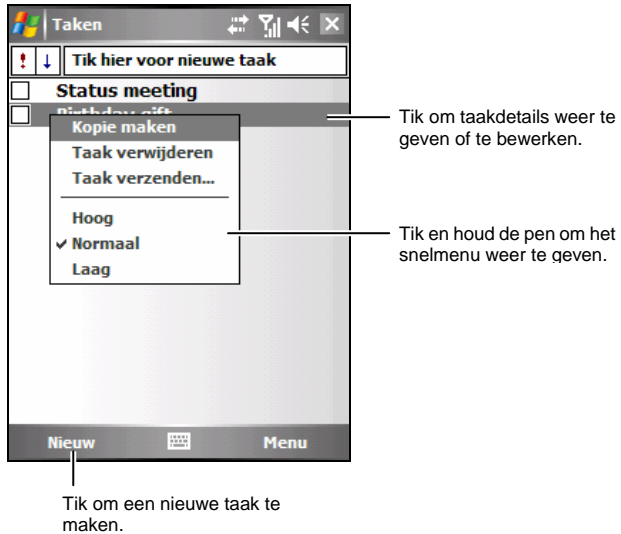 Taken
Tik hier voor nieuwe taak
Status meeting
Birthday gift
Kopie maken
Taak verwijderen
Taak verzenden...
Hoog
Normaal
Laag
Nieuw Menu
Tik om taakdetails weer te
geven of te bewerken.
Tik en houd de pen om het
snelmenu weer te geven.
Tik om een nieuwe taak te
maken.